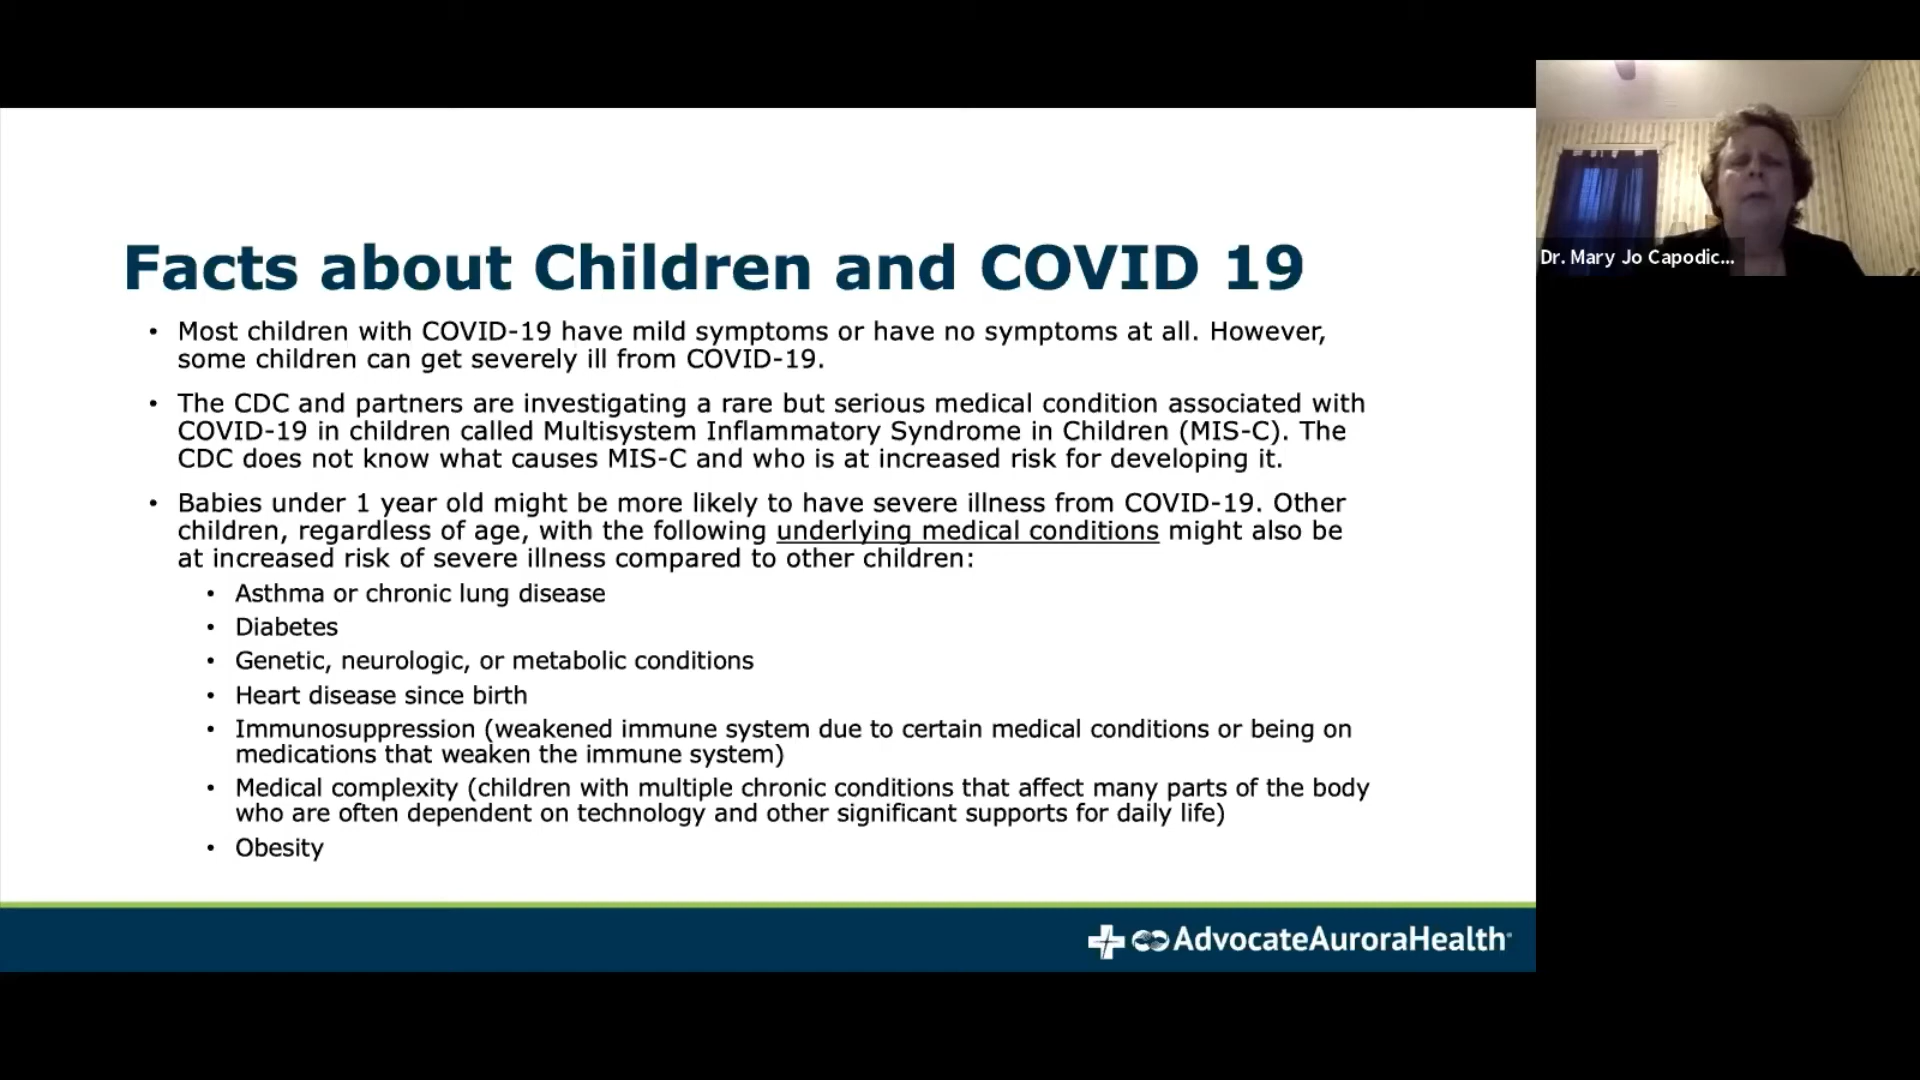 Facts about Children and COVID 19
• Most children with COVID-19 have mild symptoms or have no symptoms at all. However,
some children can get severely ill from COVID-19.
• The CDC and partners are investigating a rare but serious medical condition associated with
COVID-19 in children called Multisystem Inflammatory Syndrome in Children (MIS-C). The
CDC does not know what causes MIS-C and who is at increased risk for developing it.
• Babies under 1 year old might be more likely to have severe illness from COVID-19. Other
children, regardless of age, with the following underlying medical conditions might also be
at increased risk of severe illness compared to other children:
• Asthma or chronic lung disease
• Diabetes
• Genetic, neurologic, or metabolic conditions
• Heart disease since birth
• Immunosuppression (weakened immune system due to certain medical conditions or being on
medications that weaken the immune system)
• Medical complexity (children with multiple chronic conditions that affect many parts of the body
who are often dependent on technology and other significant supports for daily life)
• Obesity
AdvocateAuroraHealth
Dr. Mary Jo Capodic...